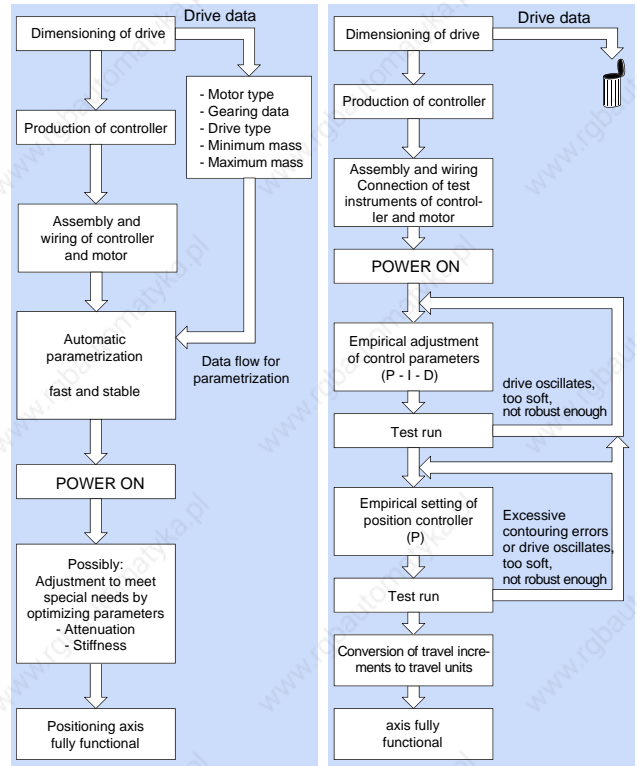 Drive data
Dimensioning of drive
- Motor type
- Gearing data
- Drive type
- Minimum mass
- Maximum mass
Production of controller
Assembly and
wiring of controller
and motor
Automatic
parametrization
fast and stable
Data flow for
parametrization
POWER ON
Possibly:
Adjustment to meet
special needs by
optimizing parameters
- Attenuation
- Stiffness
Positioning axis
fully functional
Drive data
Dimensioning of drive
Production of controller
Assembly and wiring
Connection of test
instruments of control-
ler and motor
POWER ON
Empirical adjustment
of control parameters
(P - I - D)
drive oscillates,
too soft,
not robust enough
Test run
Empirical setting of
position controller
(P)
Excessive
contouring errors
or drive oscillates,
too soft,
not robust enough
Test run
Conversion of travel incre-
ments to travel units
axis fully
functional
www.rgbautomatyka.pl